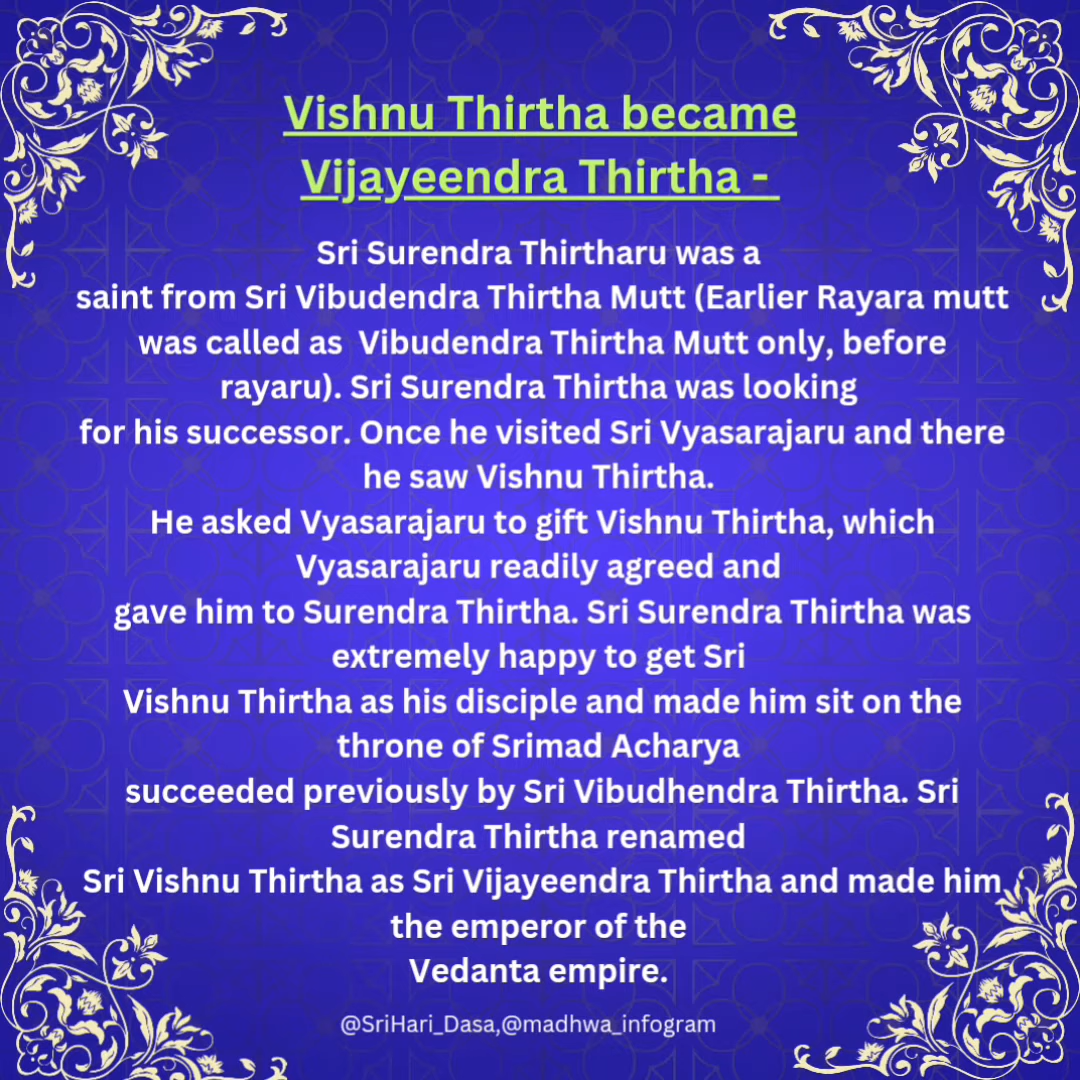 Vishnu Thirtha became
Vijayeendra Thirtha -
Sri Surendra Thirtharu was a
saint from Sri Vibudendra Thirtha Mutt (Earlier Rayara mutt
was called as Vibudendra Thirtha Mutt only, before
rayaru). Sri Surendra Thirtha was looking
for his successor. Once he visited Sri Vyasarajaru and there
he saw Vishnu Thirtha.
He asked Vyasarajaru to gift Vishnu Thirtha, which
Vyasarajaru readily agreed and
gave him to Surendra Thirtha. Sri Surendra Thirtha was
extremely happy to get Sri
Vishnu Thirtha as his disciple and made him sit on the
throne of Srimad Acharya
succeeded previously by Sri Vibudhendra Thirtha. Sri
Surendra Thirtha renamed
Sri Vishnu Thirtha as Sri Vijayeendra Thirtha and made him
the emperor of the
Vedanta empire.
@SriHari_Dasa,@madhwa_infogram